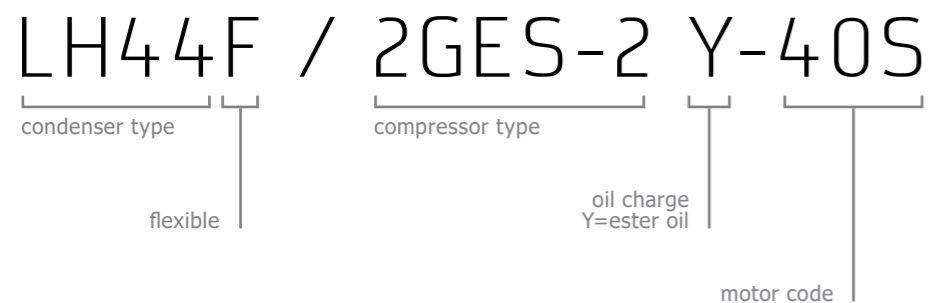 LH44F / 2GES-2 Y-40S
condenser type
compressor type
flexible
oil charge
Y=ester oil
motor code